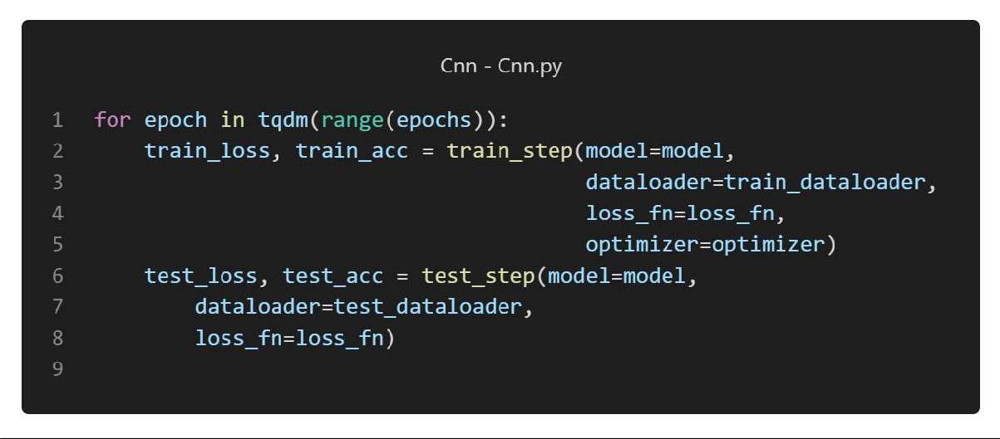 Cnn - Cnn.py
1 for epoch in tqdm(range(epochs)):
2     train_loss, train_acc = train_step(model=model,
3                                        dataloader=train_dataloader,
4                                        loss_fn=loss_fn,
5                                        optimizer=optimizer)
6     test_loss, test_acc = test_step(model=model,
7         dataloader=test_dataloader,
8         loss_fn=loss_fn)
9